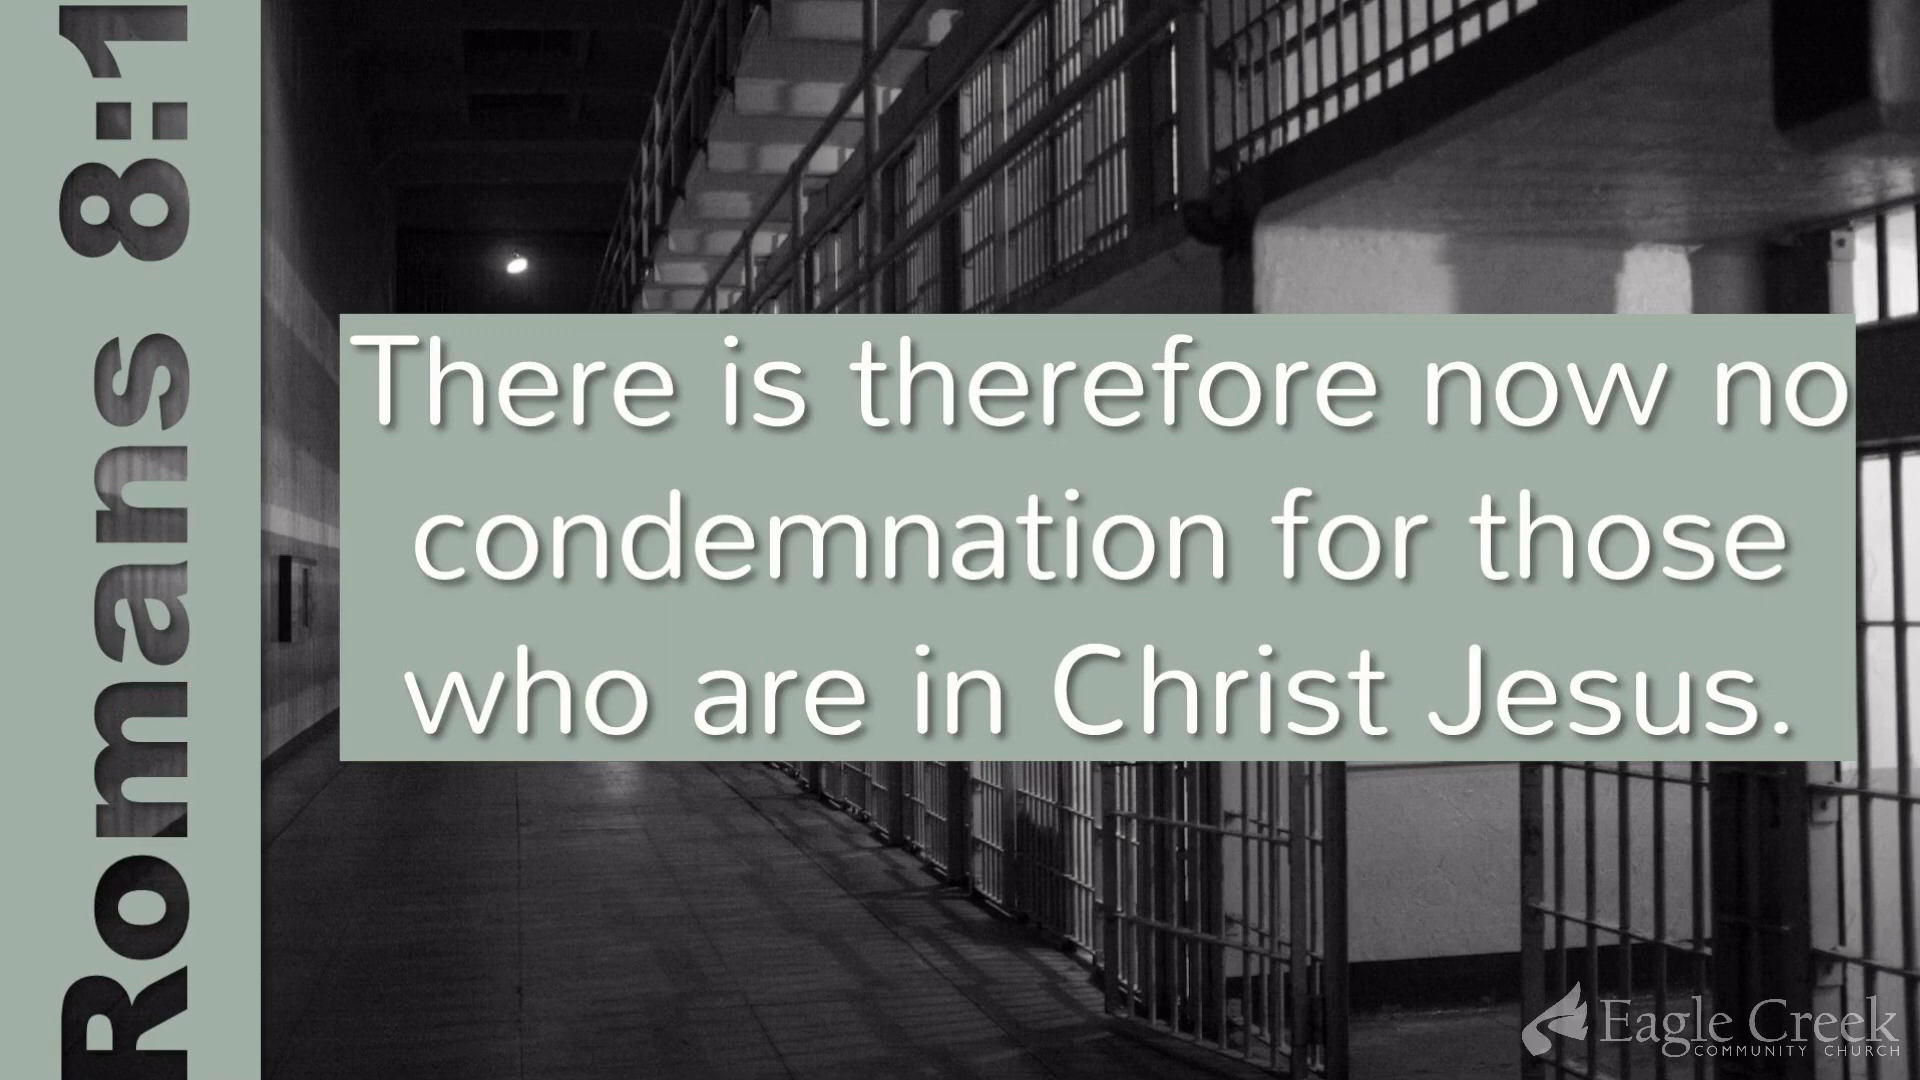 Romans 8:1
There is therefore now no
condemnation for those
who are in Christ Jesus.
Eagle Creek
COMMUNITY CHURCH